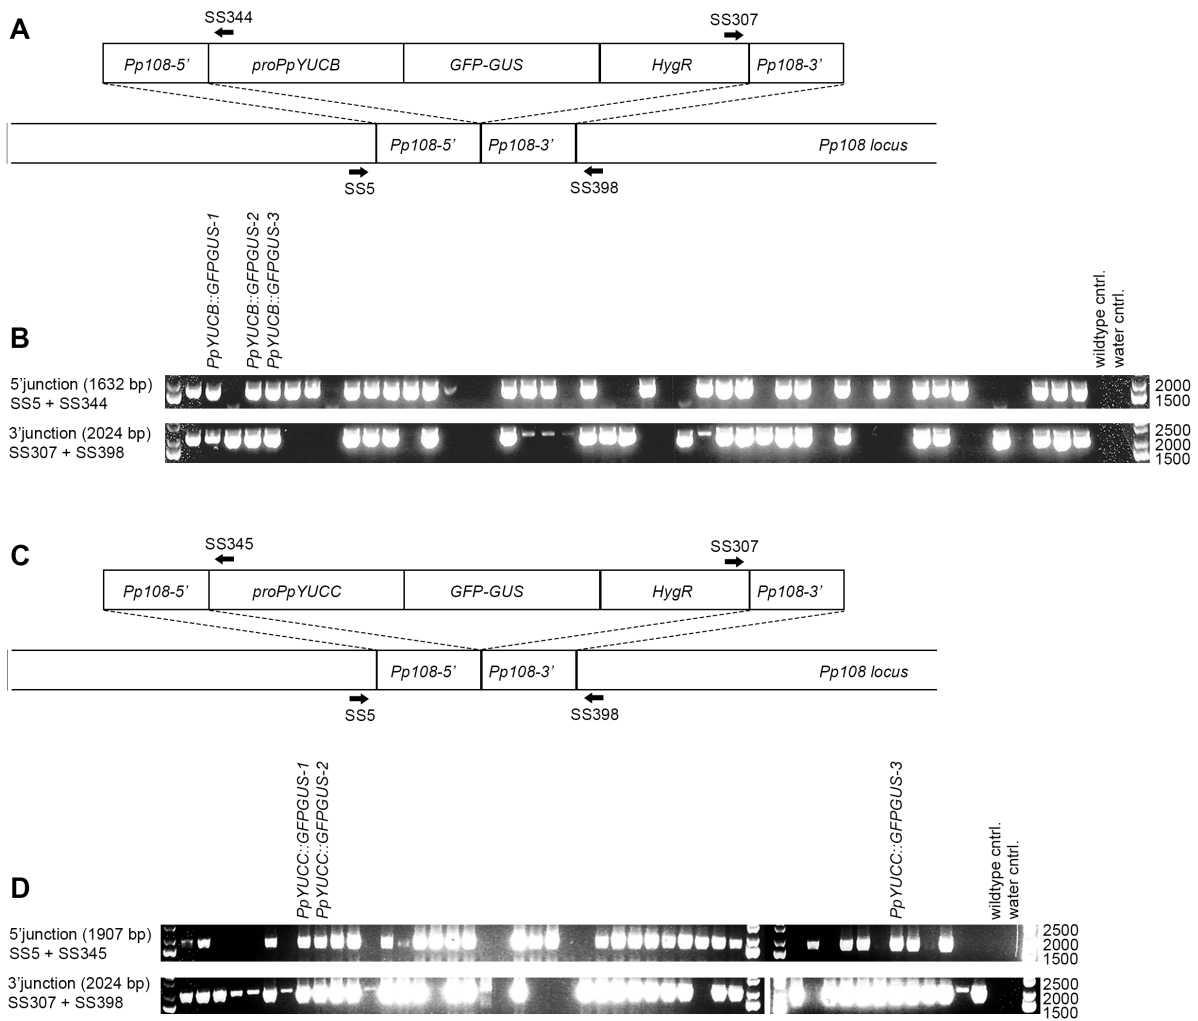 A
SS344
SS307
Pp108-5’ proPpYUCB GFP-GUS HygR Pp108-3’
Pp108-5’ Pp108-3’ Pp108 locus
SS5
SS398
PpYUCB::GFPGUS-1
PpYUCB::GFPGUS-2
PpYUCB::GFPGUS-3
wildtype cntrl.
water cntrl.
B
5’junction (1632 bp)
SS5 + SS344
2000
1500
3’junction (2024 bp)
SS307 + SS398
2500
2000
1500
C
SS345
SS307
Pp108-5’ proPpYUCC GFP-GUS HygR Pp108-3’
Pp108-5’ Pp108-3’ Pp108 locus
SS5
SS398
PpYUCC::GFPGUS-1
PpYUCC::GFPGUS-2
PpYUCC::GFPGUS-3
wildtype cntrl.
water cntrl.
D
5’junction (1907 bp)
SS5 + SS345
2500
2000
1500
3’junction (2024 bp)
SS307 + SS398
2500
2000
1500